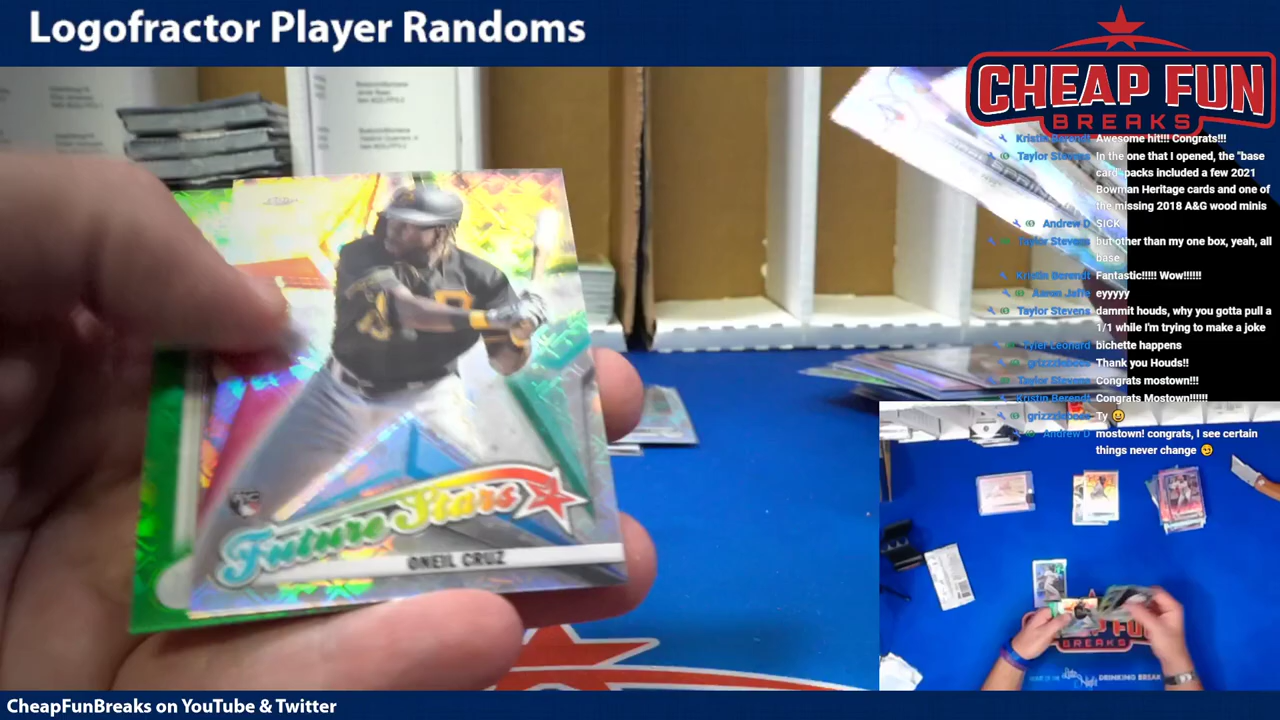 Logofractor Player Randoms
CHEAP FUN
BREAKS
Awesome hit!!! Congrats!!!
Taylor Stevens In the one that I opened, the "base
card packs included a few 2021
Bowman Heritage cards and one of
the missing 2018 A&G wood minis
Andrew D SICK
Taylor Stevens but other than my one box, yeah, all
base
Kristin Berendt Fantastic!!!!! Wow!!!!!!
eyyyyy
Taylor Stevens dammit houds, why you gotta pull a
1/1 while I'm trying to make a joke
Tyler Leonard bichette happens
Thank you Houds!!
Taylor Stevens Congrats mostown!!!
Kristin Berendt Congrats Mostown!!!!!!
Ty 😃
Andrew D mostown! congrats, I see certain
things never change 😏
Future Stars
ONEIL CRUZ
CHEAP FUN
BREAKS
DRINKING BREAK
CheapFunBreaks on YouTube & Twitter